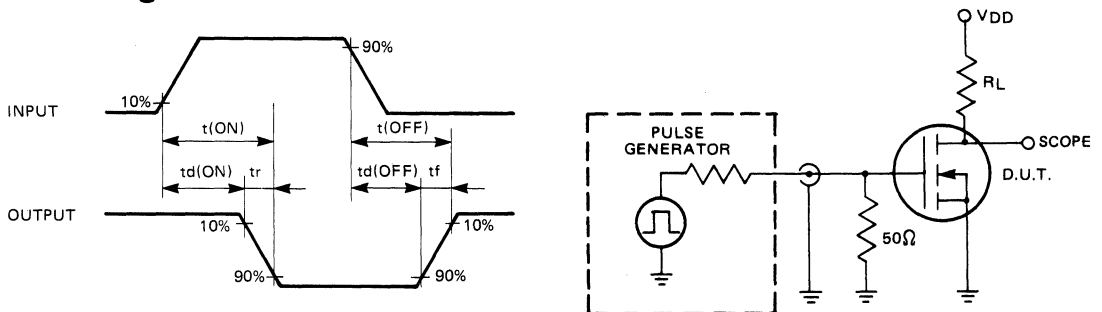 INPUT
10%
90%
t(ON)
t(OFF)
td(ON)
tr
td(OFF)
tf
OUTPUT
10%
90%
10%
90%
PULSE
GENERATOR
50Ω
VDD
RL
SCOPE
D.U.T.